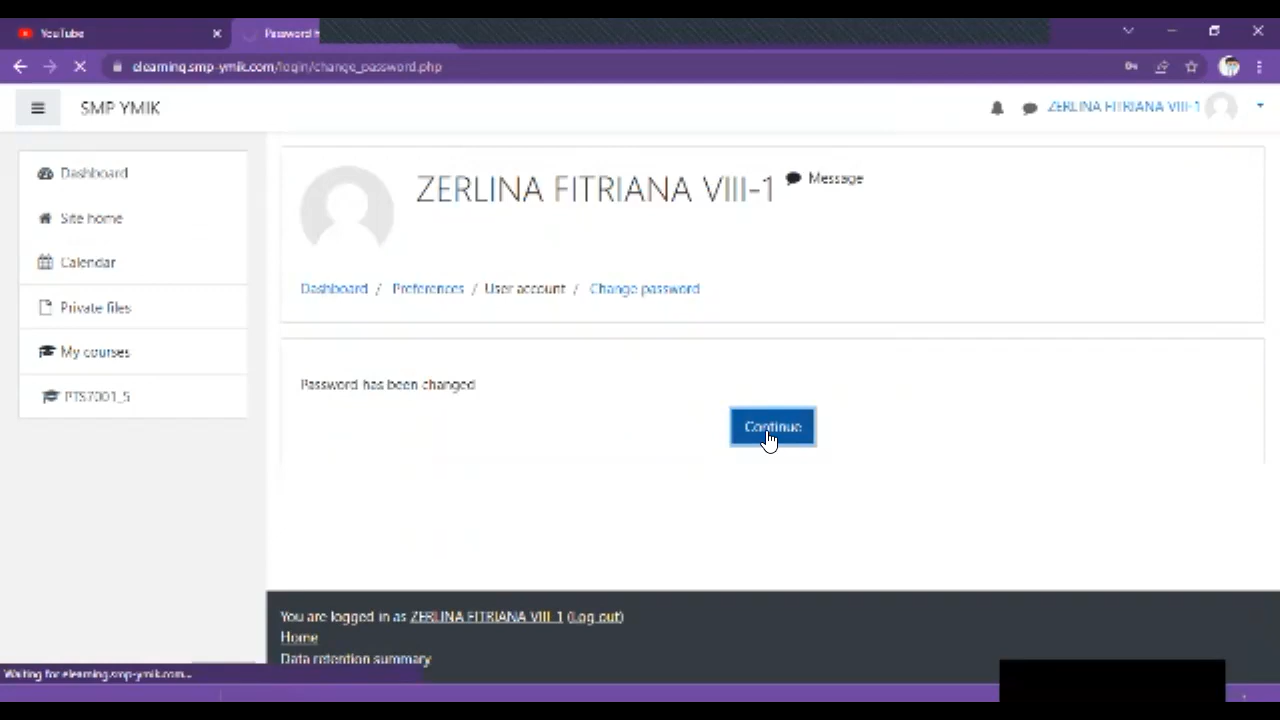 YouTube
Password h
elearning.smp-ymik.com/login/change_password.php
SMP YMIK
ZERLINA FITRIANA VIII-1
Dashboard
Site home
Calendar
Private files
My courses
PTS7001_5
ZERLINA FITRIANA VIII-1
Message
Dashboard / Preferences / User account / Change password
Password has been changed
Continue
You are logged in as ZERLINA FITRIANA VIII-1 (Log out)
Home
Data retention summary
Waiting for elearning.smp-ymik.com...